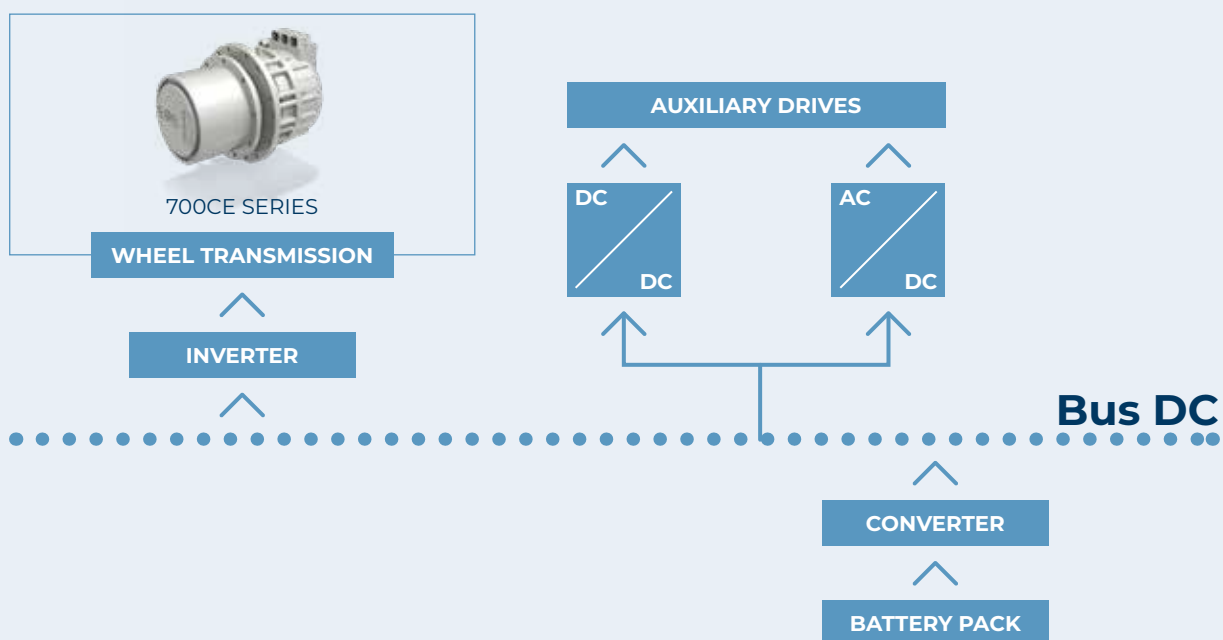 700CE SERIES
WHEEL TRANSMISSION
INVERTER
AUXILIARY DRIVES
DC
DC
AC
DC
Bus DC
CONVERTER
BATTERY PACK